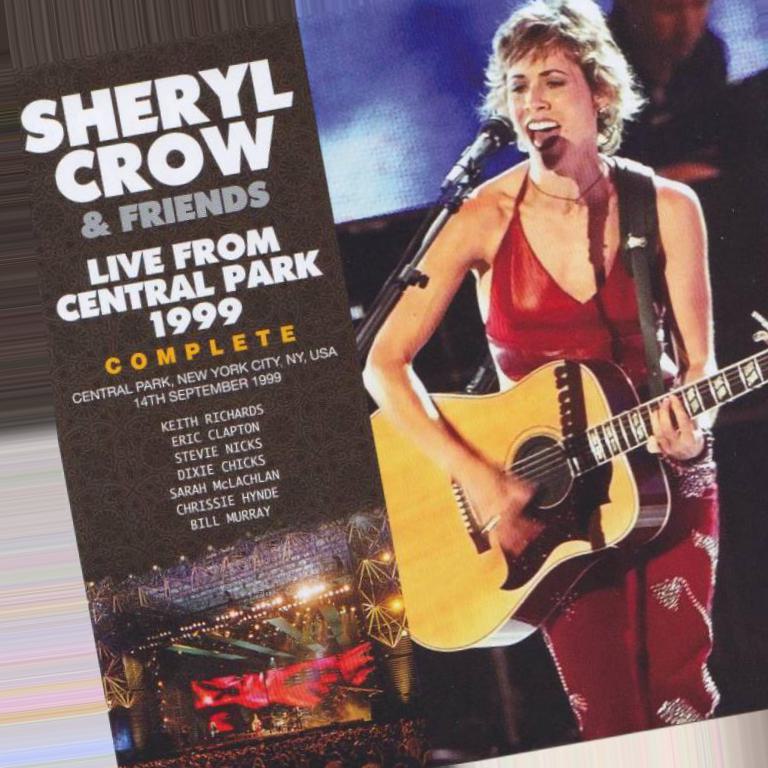 SHERYL
CROW
& FRIENDS
LIVE FROM
CENTRAL PARK
1999
COMPLETE
CENTRAL PARK, NEW YORK CITY, NY, USA
14TH SEPTEMBER 1999
KEITH RICHARDS
ERIC CLAPTON
STEVIE NICKS
DIXIE CHICKS
SARAH McLACHLAN
CHRISSIE HYNDE
BILL MURRAY